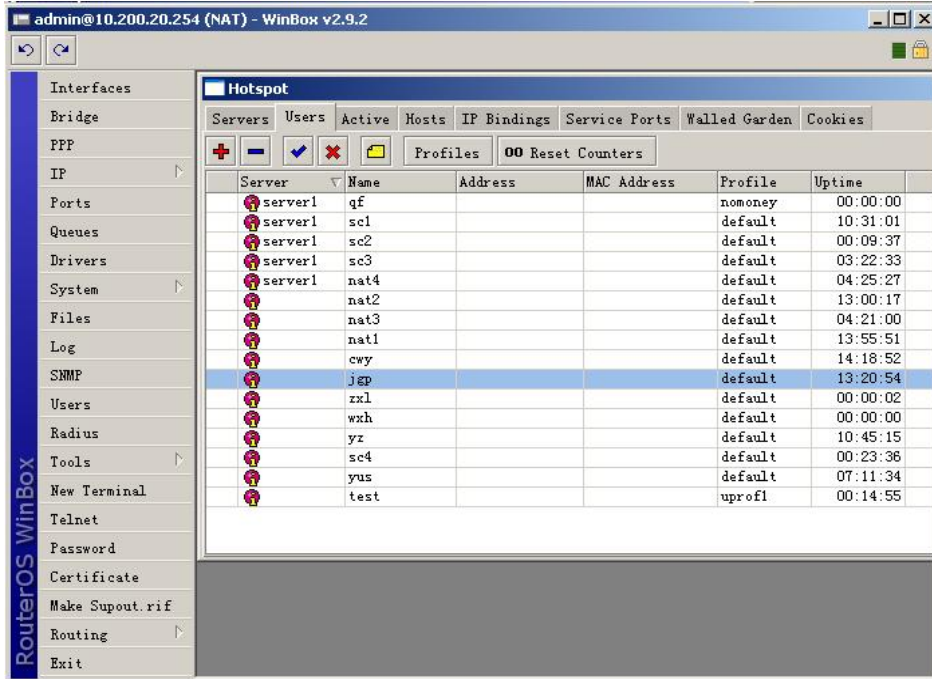 admin@10.200.20.254 (NAT) - WinBox v2.9.2
Hotspot
Servers Users Active Hosts IP Bindings Service Ports Walled Garden Cookies
Profiles 00 Reset Counters
Server Name Address MAC Address Profile Uptime
server1 qf nomoney 00:00:00
server1 sc1 default 10:31:01
server1 sc2 default 00:09:37
server1 sc3 default 03:22:33
server1 nat4 default 04:25:27
nat2 default 13:00:17
nat3 default 04:21:00
nat1 default 13:55:51
cwy default 14:18:52
jgp default 13:20:54
zxl default 00:00:02
wxh default 00:00:00
yz default 10:45:15
sc4 default 00:23:36
yus default 07:11:34
test uprof1 00:14:55
Interfaces
Bridge
PPP
IP
Ports
Queues
Drivers
System
Files
Log
SNMP
Users
Radius
Tools
New Terminal
Telnet
Password
Certificate
Make Supout.rif
Routing
Exit
RouterOS WinBox